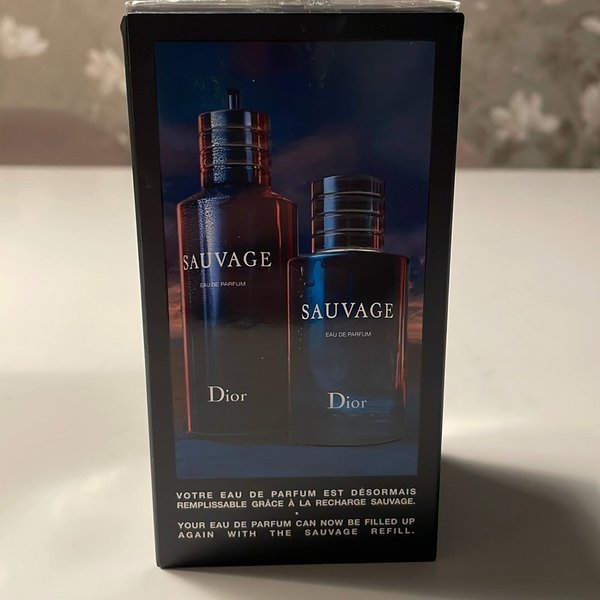 SAUVAGE
EAU DE PARFUM
Dior
SAUVAGE
EAU DE PARFUM
Dior
VOTRE EAU DE PARFUM EST DÉSORMAIS
REMPLISSABLE GRÂCE À LA RECHARGE SAUVAGE.
•
YOUR EAU DE PARFUM CAN NOW BE FILLED UP
AGAIN WITH THE SAUVAGE REFILL.